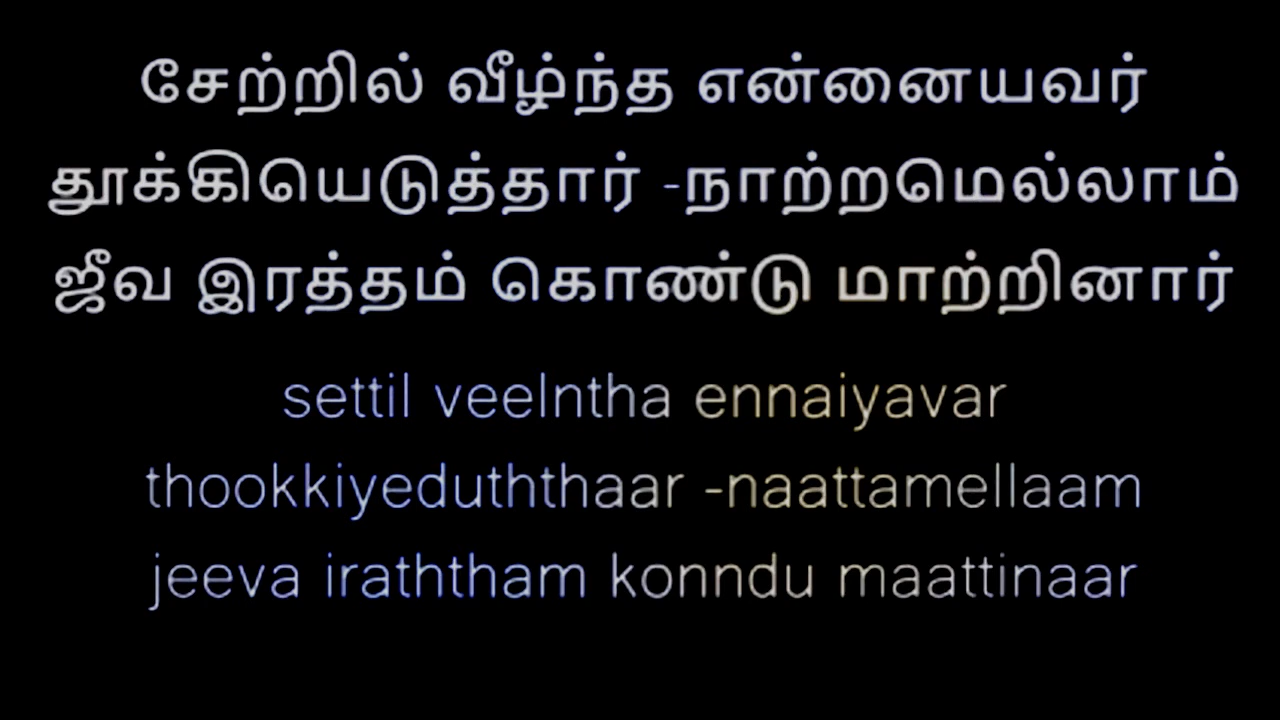 சேற்றில் வீழ்ந்த என்னையவர்
தூக்கியெடுத்தார் -நாற்றமெல்லாம்
ஜீவ இரத்தம் கொண்டு மாற்றினார்
settil veelntha ennaiyavar
thookkiyeduththaar -naattamellaam
jeeva iraththam konndu maattinaar